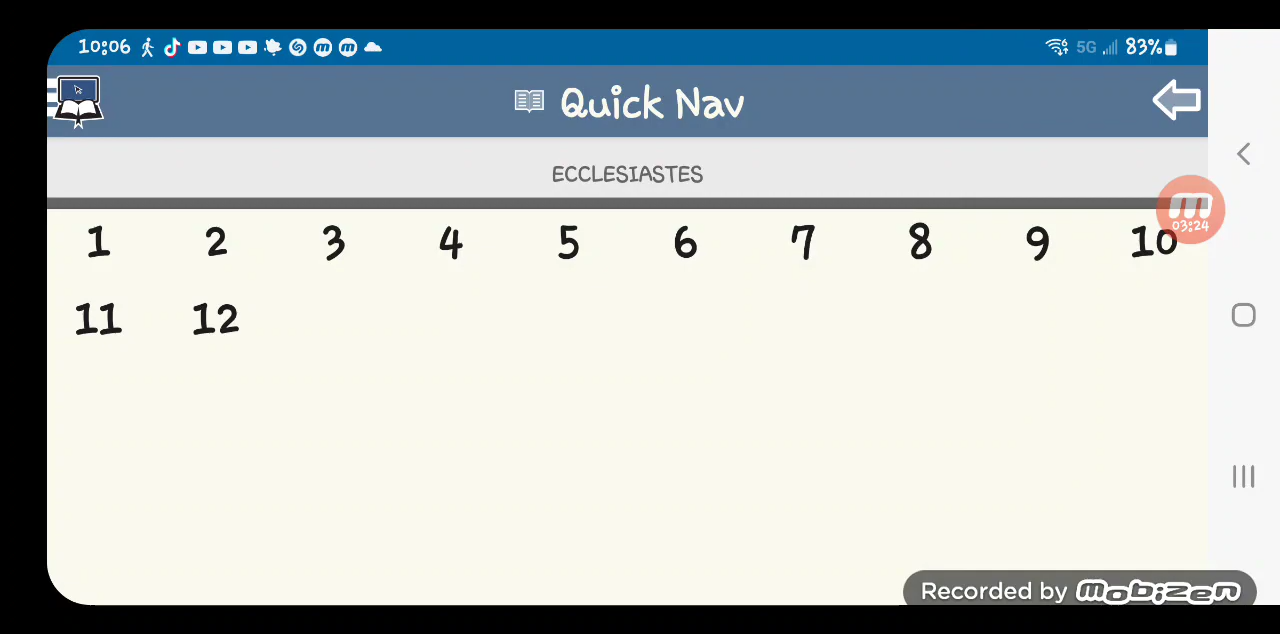 10:06 5G 83%
Quick Nav
ECCLESIASTES
1 2 3 4 5 6 7 8 9 10
03:24
11 12
Recorded by mobizen